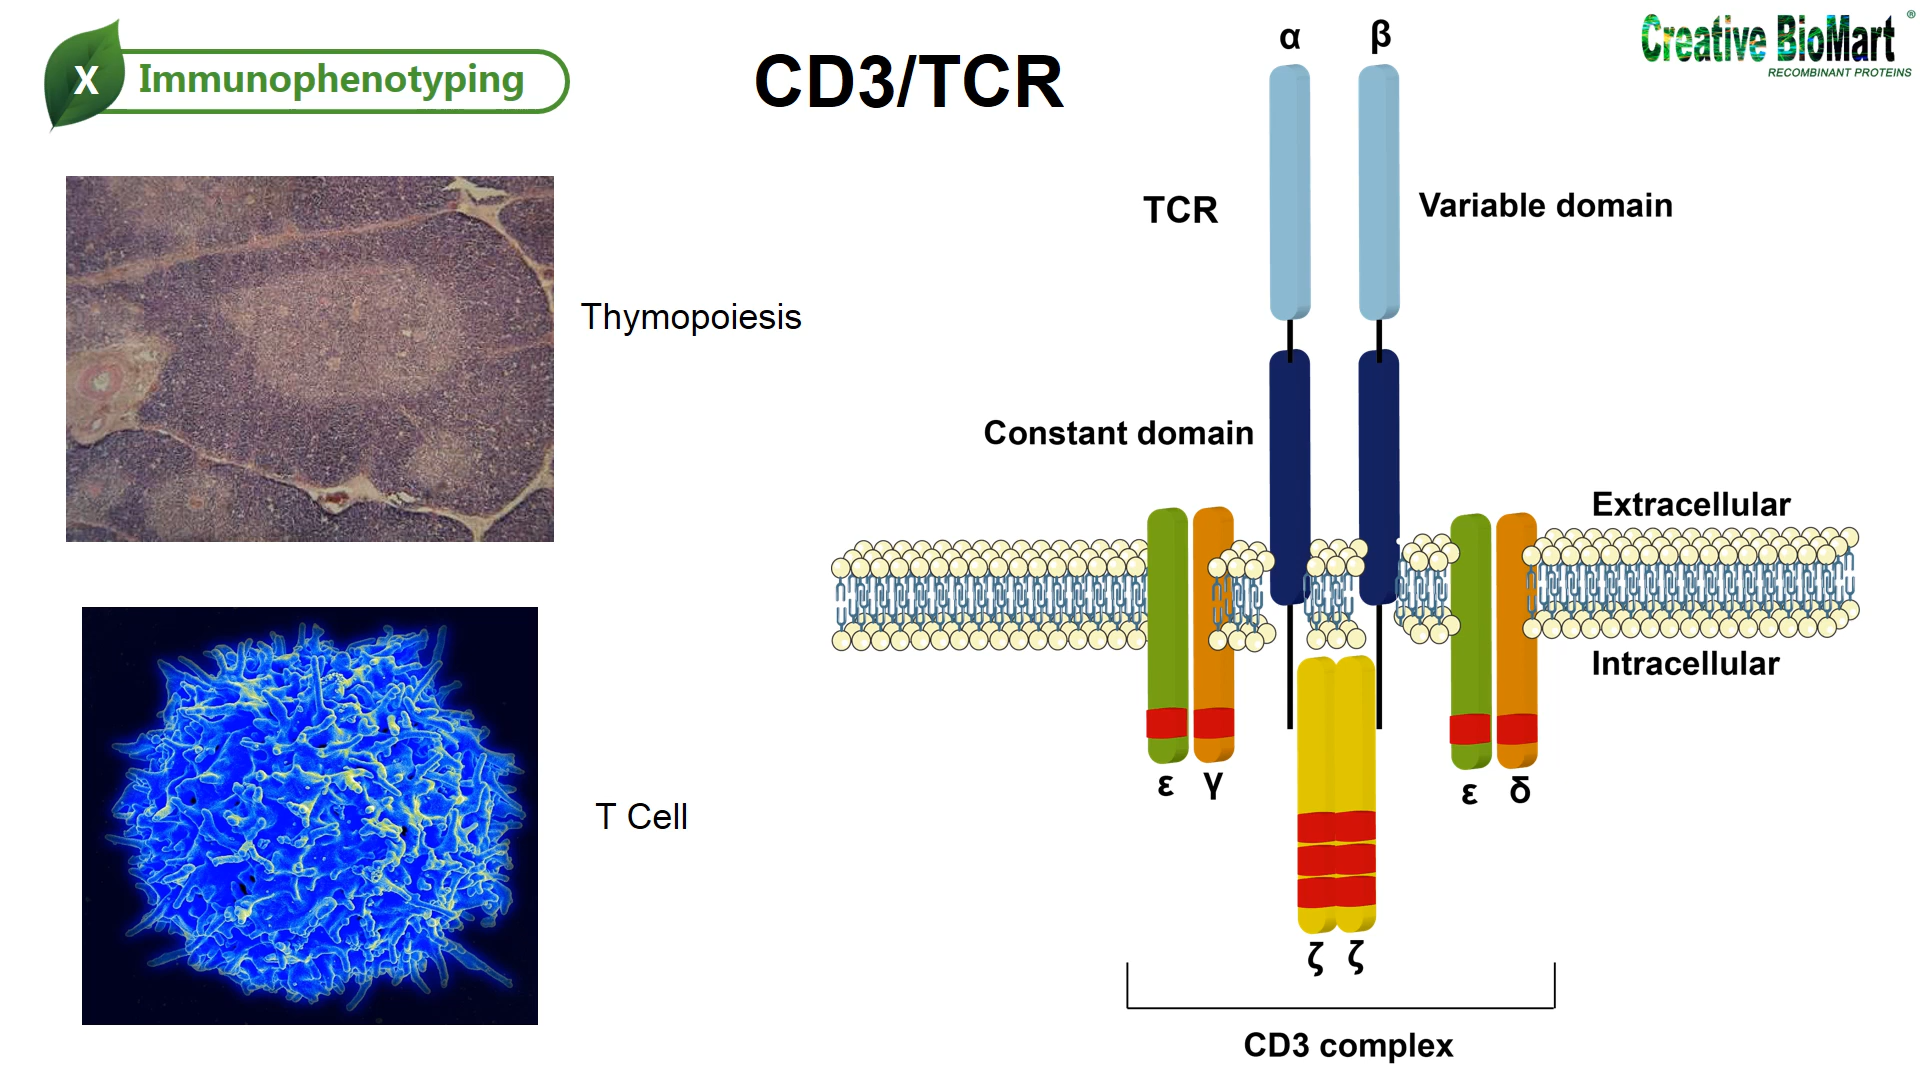 X Immunophenotyping
CD3/TCR
Creative BioMart ®
RECOMBINANT PROTEINS
α β
TCR
Variable domain
Thymopoiesis
Constant domain
Extracellular
Intracellular
ε γ
ε δ
T Cell
ζ ζ
CD3 complex